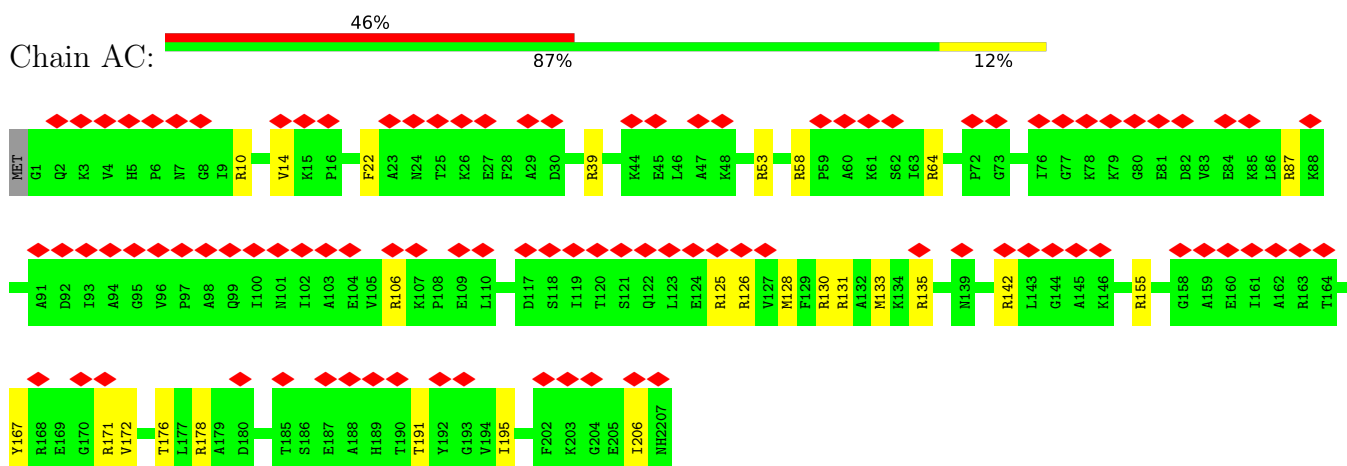 46%
Chain AC:
87% 12%
MET G1 Q2 K3 V4 H5 P6 N7 G8 I9 R10 V14 K15 P16 F22 A23 N24 T25 K26 E27 F28 A29 D30 R39 K44 E45 L46 A47 K48 R53 R58 P59 A60 K61 S62 I63 R64 P72 G73 I76 G77 K78 K79 G80 E81 D82 V83 E84 K85 L86 R87 K88
A91 D92 I93 A94 G95 V96 P97 A98 Q99 I100 N101 I102 A103 E104 V105 R106 K107 P108 E109 L110 D117 S118 I119 T120 S121 Q122 L123 E124 R125 R126 V127 M128 F129 R130 R131 A132 M133 K134 R135 N139 R142 L143 G144 A145 K146 R155 G158 A159 E160 I161 A162 R163 T164
Y167 R168 E169 G170 R171 V172 T176 L177 R178 A179 D180 T185 S186 E187 A188 H189 T190 T191 Y192 G193 V194 I195 F202 K203 G204 E205 I206 NH2207